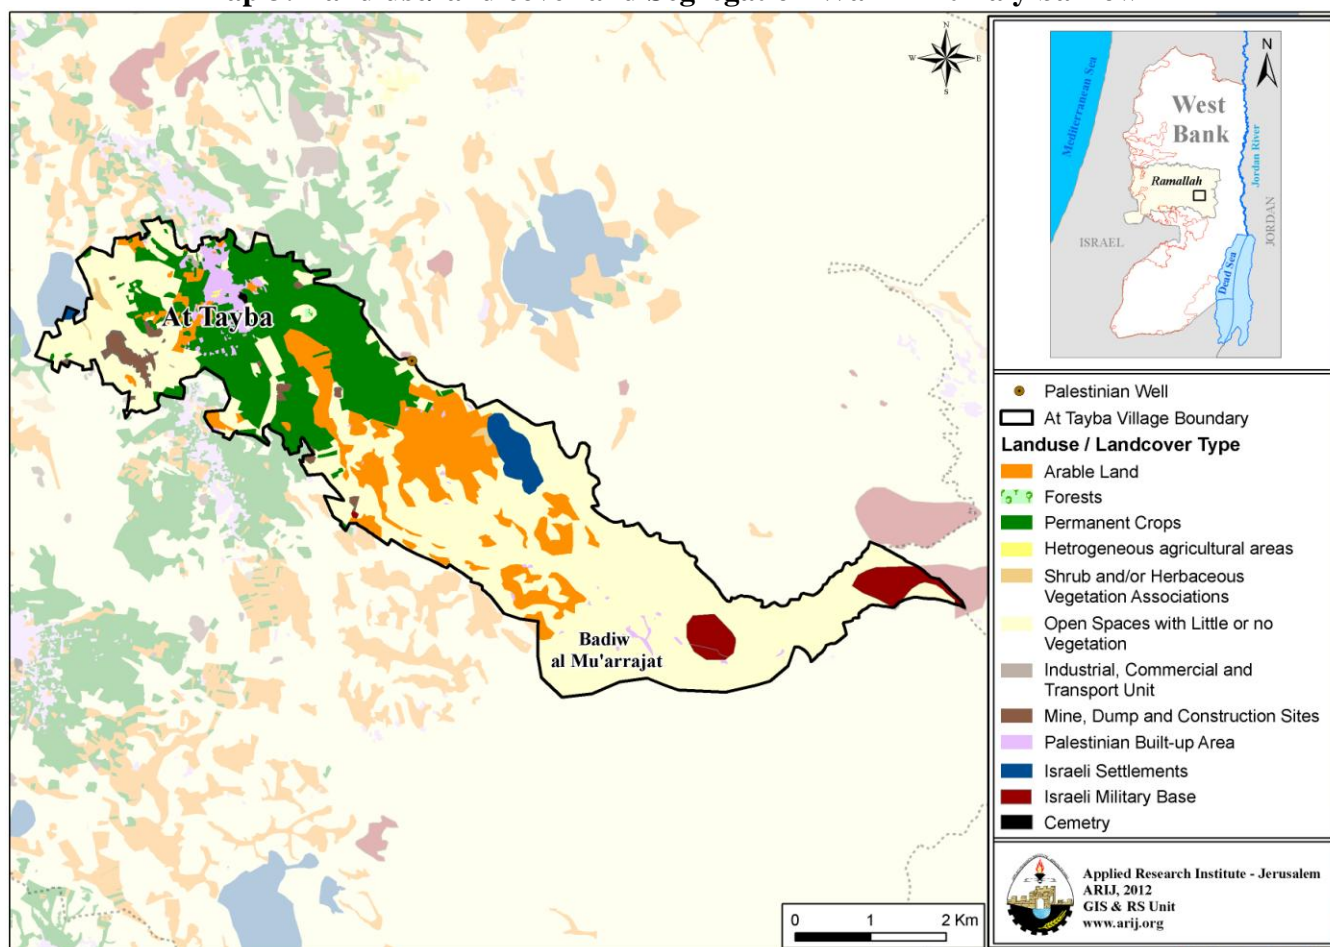 N
W
E
S
At Tayba
Badiw
al Mu'arrajat
0 1 2 Km
N
Mediterranean Sea
West
Bank
Jordan River
Ramallah
ISRAEL
JORDAN
Dead Sea
Palestinian Well
At Tayba Village Boundary
Landuse / Landcover Type
Arable Land
Forests
Permanent Crops
Hetrogeneous agricultural areas
Shrub and/or Herbaceous
Vegetation Associations
Open Spaces with Little or no
Vegetation
Industrial, Commercial and
Transport Unit
Mine, Dump and Construction Sites
Palestinian Built-up Area
Israeli Settlements
Israeli Military Base
Cemetry
Applied Research Institute - Jerusalem
ARIJ, 2012
GIS & RS Unit
www.arij.org